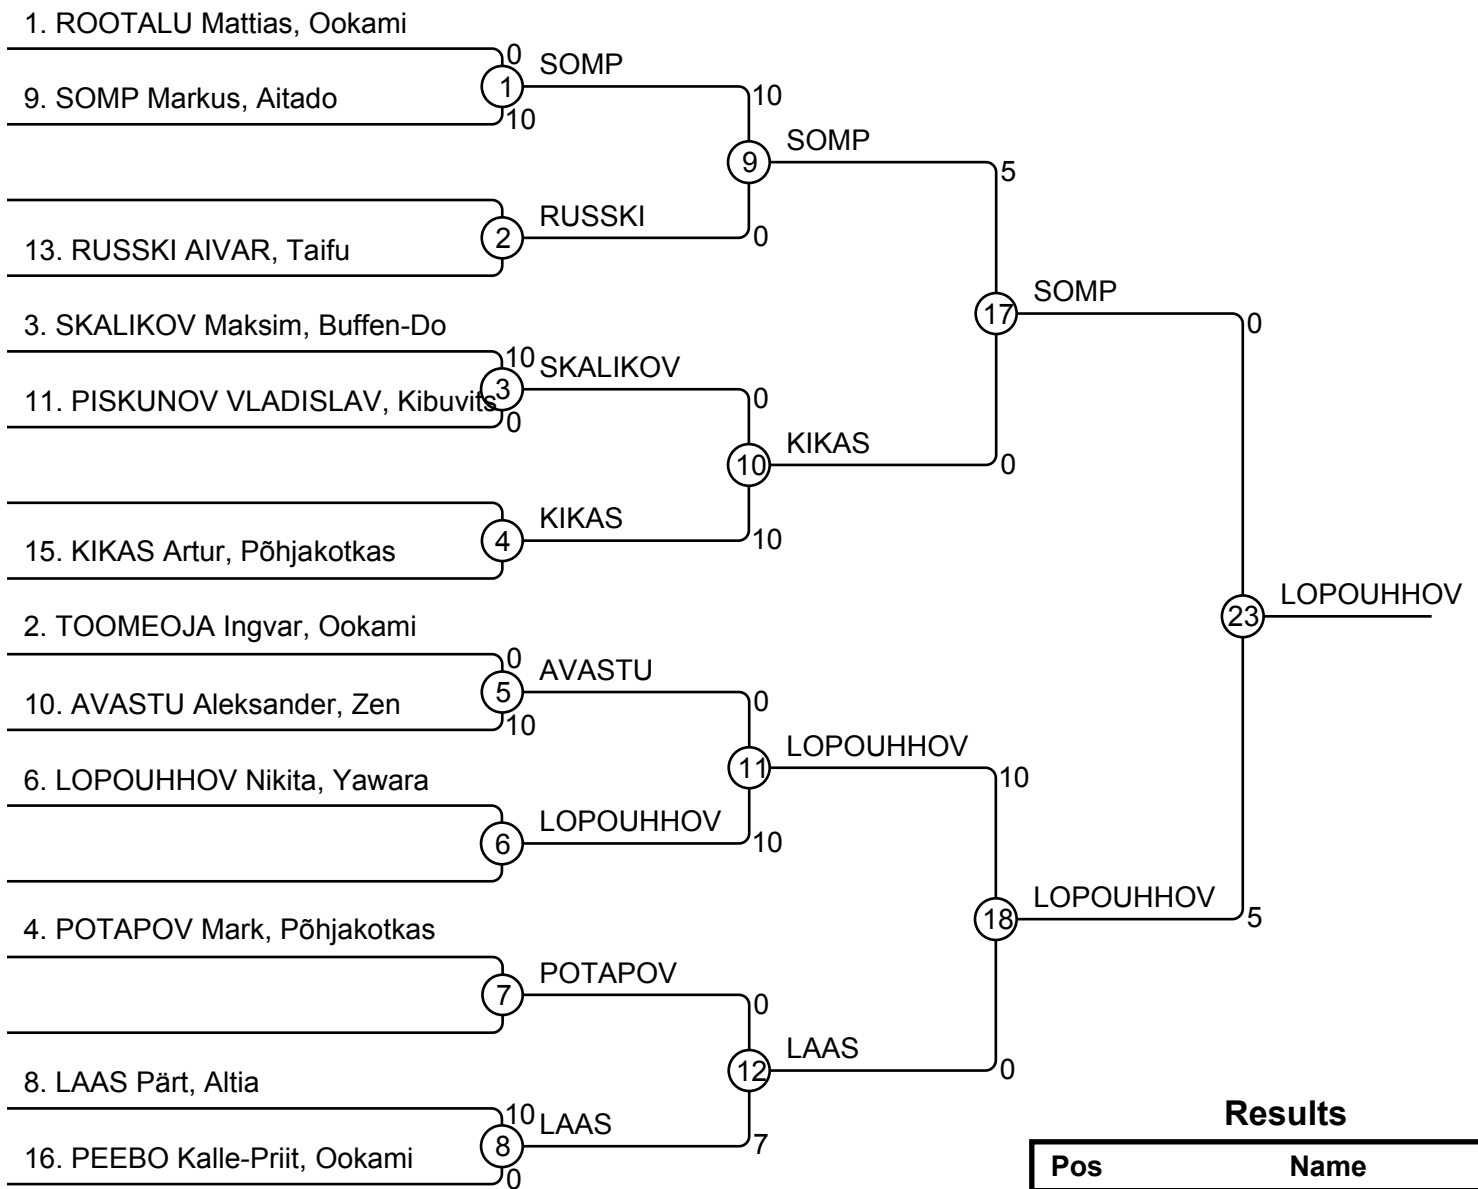 1. ROOTALU Mattias, Ookami
0
SOMP
1
9. SOMP Markus, Aitado
10
10
SOMP
9
5
RUSSKI
2
0
13. RUSSKI AIVAR, Taifu
SOMP
17
0
3. SKALIKOV Maksim, Buffen-Do
10
SKALIKOV
3
11. PISKUNOV VLADISLAV, Kibuvits
0
0
KIKAS
10
0
KIKAS
4
10
15. KIKAS Artur, Põhjakotkas
LOPOUHHOV
23
2. TOOMEOJA Ingvar, Ookami
0
AVASTU
5
10. AVASTU Aleksander, Zen
10
0
LOPOUHHOV
11
10
6. LOPOUHHOV Nikita, Yawara
LOPOUHHOV
6
10
LOPOUHHOV
18
5
4. POTAPOV Mark, Põhjakotkas
POTAPOV
7
0
LAAS
12
0
8. LAAS Pärt, Altia
10
LAAS
8
7
16. PEEBO Kalle-Priit, Ookami
0
Results
Pos Name